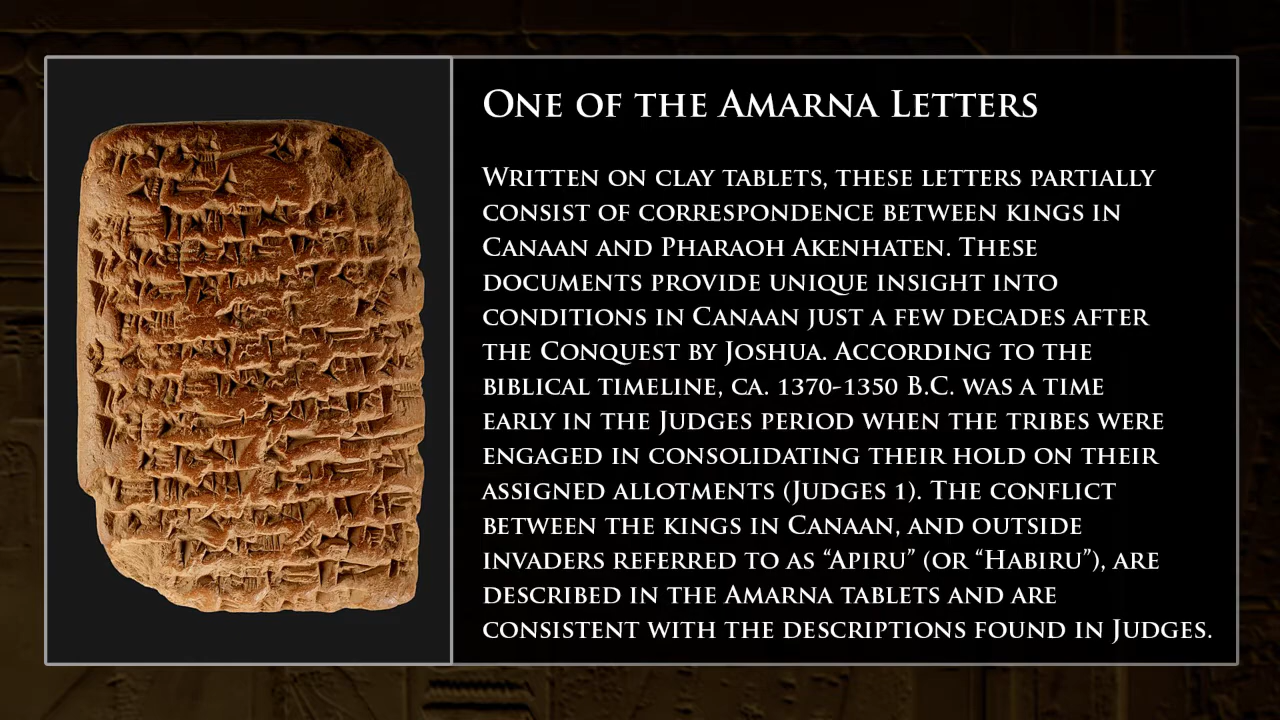 One of the Amarna Letters
Written on clay tablets, these letters partially
consist of correspondence between kings in
Canaan and Pharaoh Akenhaten. These
documents provide unique insight into
conditions in Canaan just a few decades after
the Conquest by Joshua. According to the
biblical timeline, ca. 1370-1350 B.C. was a time
early in the Judges period when the tribes were
engaged in consolidating their hold on their
assigned allotments (Judges 1). The conflict
between the kings in Canaan, and outside
invaders referred to as “Apiru” (or “Habiru”), are
described in the Amarna tablets and are
consistent with the descriptions found in Judges.